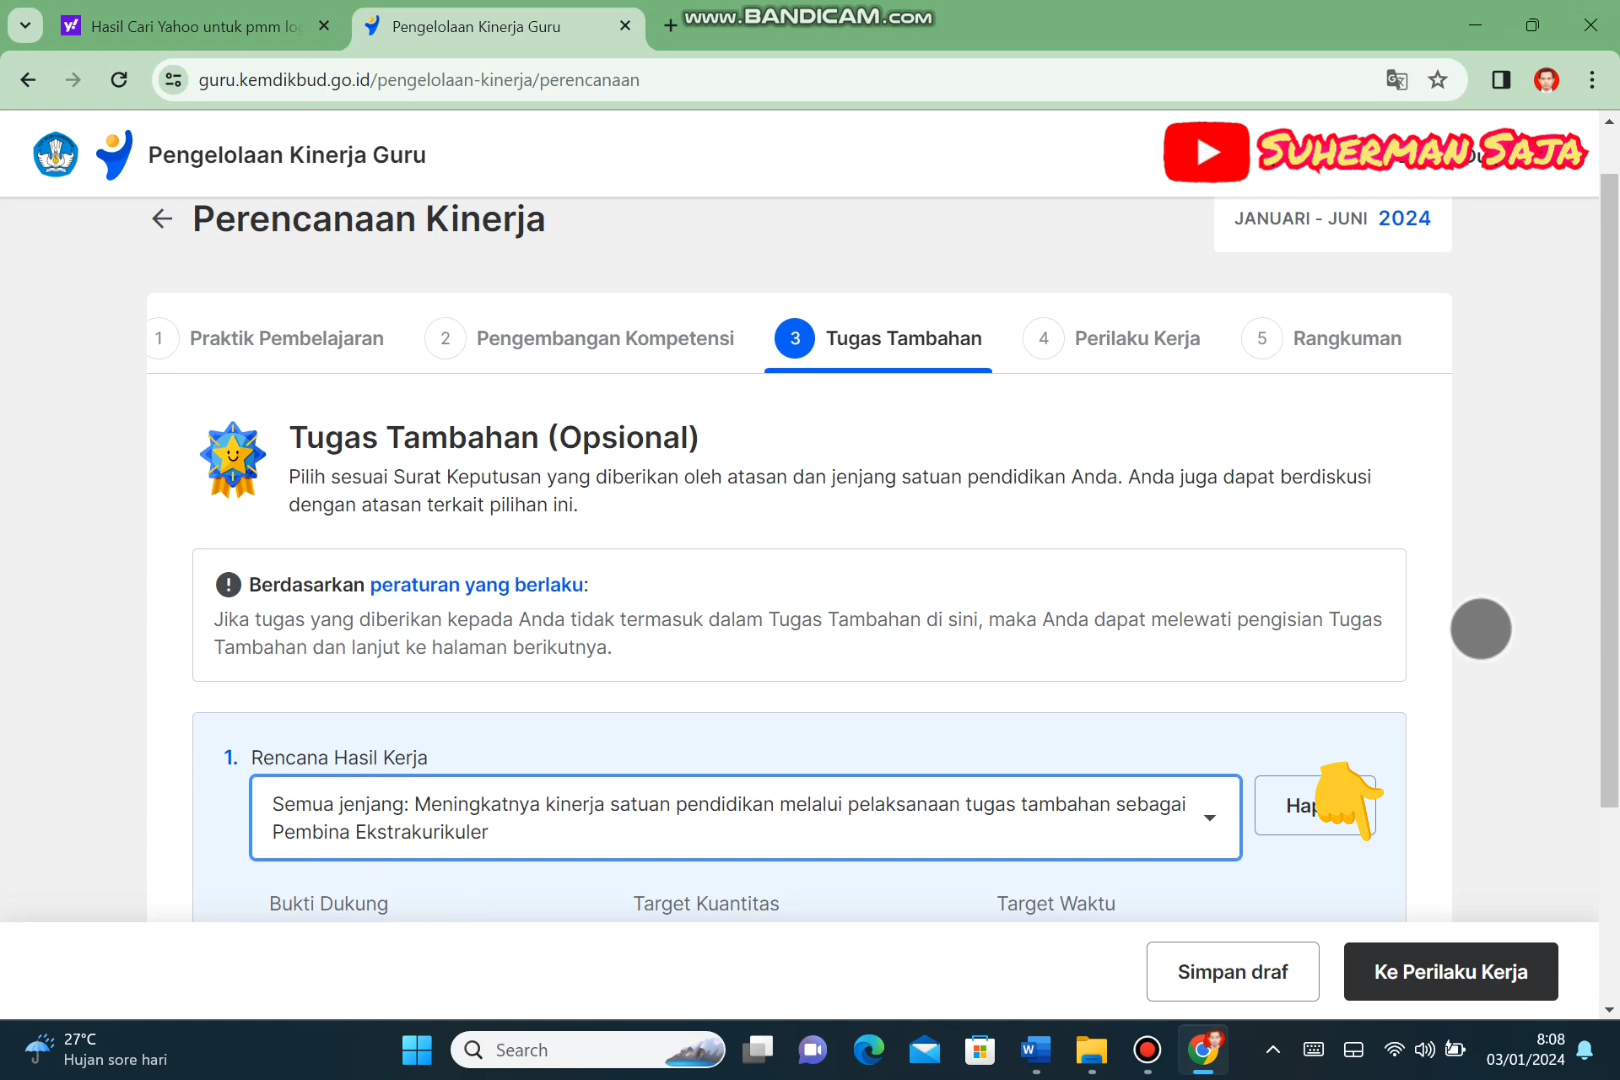 Hasil Cari Yahoo untuk pmm log
Pengelolaan Kinerja Guru
www.BANDICAM.com
guru.kemdikbud.go.id/pengelolaan-kinerja/perencanaan
Pengelolaan Kinerja Guru
SUHERMAN SAJA
Perencanaan Kinerja
JANUARI - JUNI 2024
1 Praktik Pembelajaran
2 Pengembangan Kompetensi
3 Tugas Tambahan
4 Perilaku Kerja
5 Rangkuman
Tugas Tambahan (Opsional)
Pilih sesuai Surat Keputusan yang diberikan oleh atasan dan jenjang satuan pendidikan Anda. Anda juga dapat berdiskusi
dengan atasan terkait pilihan ini.
Berdasarkan peraturan yang berlaku:
Jika tugas yang diberikan kepada Anda tidak termasuk dalam Tugas Tambahan di sini, maka Anda dapat melewati pengisian Tugas
Tambahan dan lanjut ke halaman berikutnya.
1. Rencana Hasil Kerja
Semua jenjang: Meningkatnya kinerja satuan pendidikan melalui pelaksanaan tugas tambahan sebagai
Pembina Ekstrakurikuler
Bukti Dukung
Target Kuantitas
Target Waktu
Simpan draf
Ke Perilaku Kerja
27°C
Hujan sore hari
Search
8:08
03/01/2024